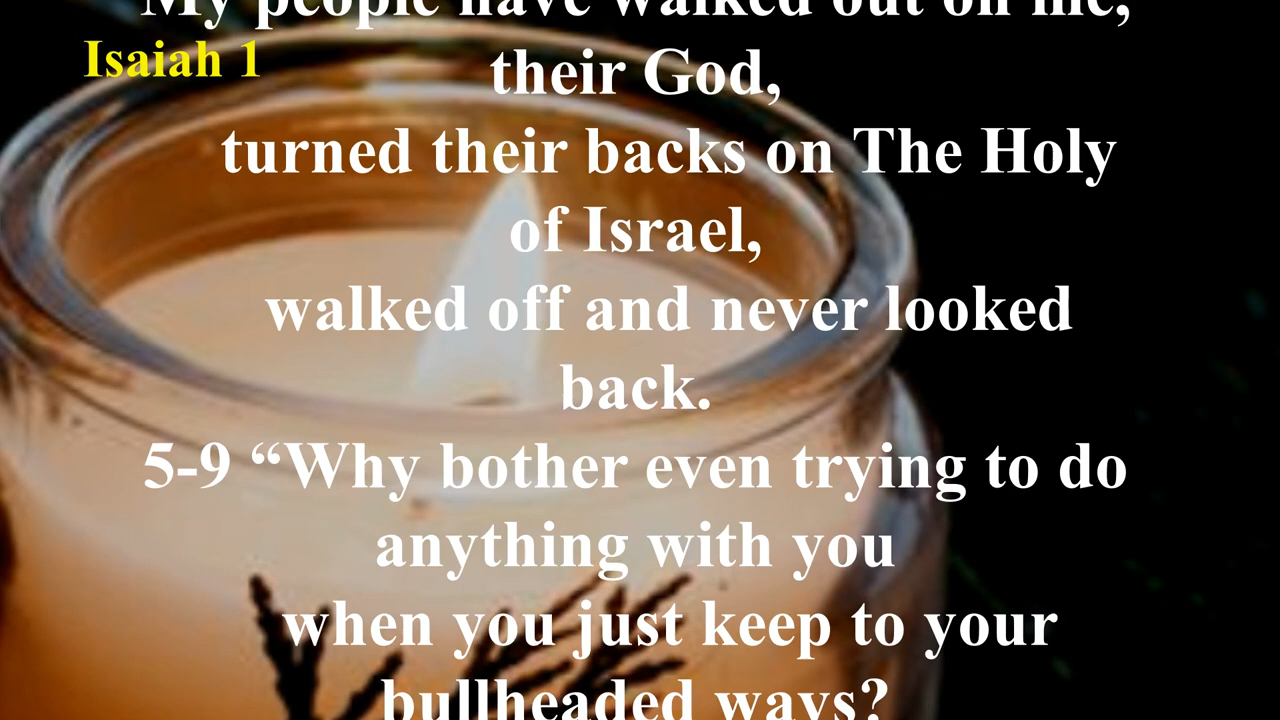 My people have walked out on me,
Isaiah 1
their God,
turned their backs on The Holy
of Israel,
walked off and never looked
back.
5-9 “Why bother even trying to do
anything with you
when you just keep to your
bullheaded ways?